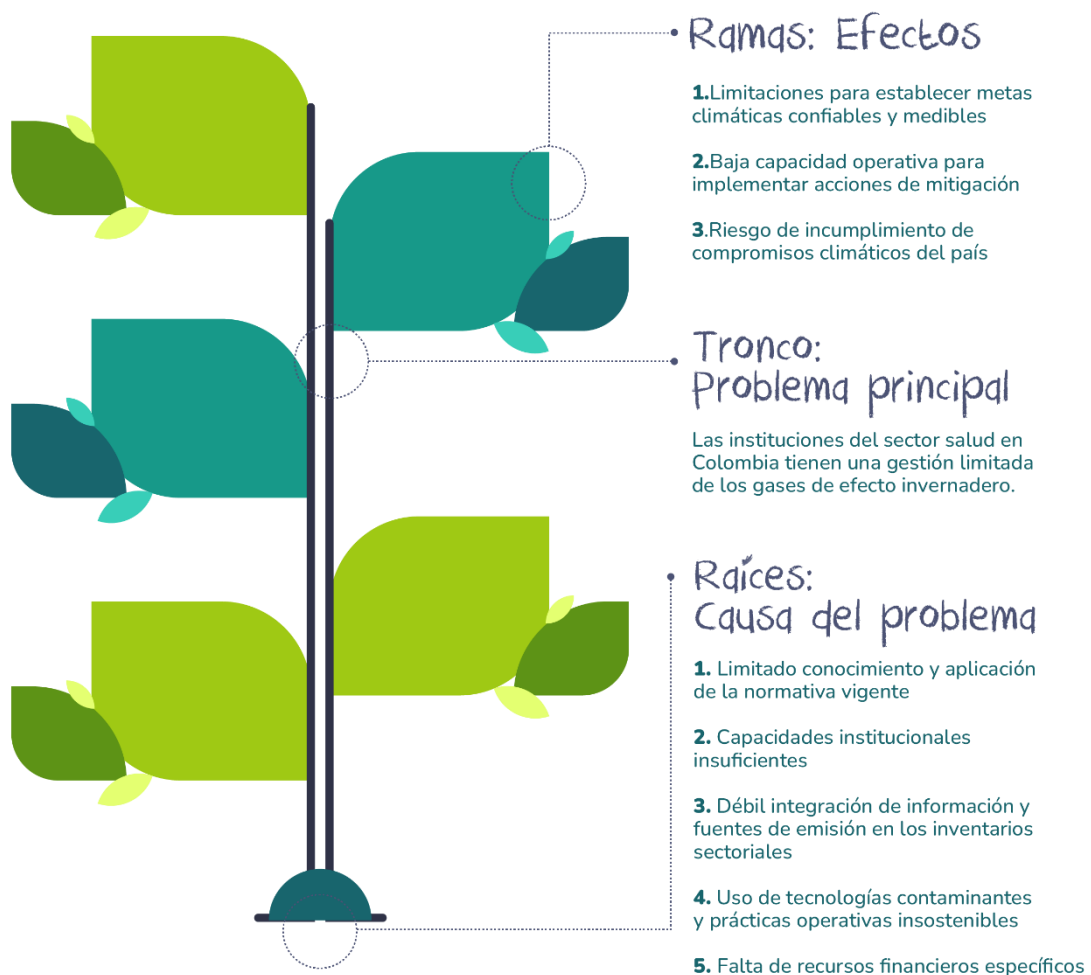 Ramas: Efectos
1.Limitaciones para establecer metas
climáticas confiables y medibles
2.Baja capacidad operativa para
implementar acciones de mitigación
3.Riesgo de incumplimiento de
compromisos climáticos del país
Tronco:
Problema principal
Las instituciones del sector salud en
Colombia tienen una gestión limitada
de los gases de efecto invernadero.
Raíces:
Causa del problema
1. Limitado conocimiento y aplicación
de la normativa vigente
2. Capacidades institucionales
insuficientes
3. Débil integración de información y
fuentes de emisión en los inventarios
sectoriales
4. Uso de tecnologías contaminantes
y prácticas operativas insostenibles
5. Falta de recursos financieros específicos